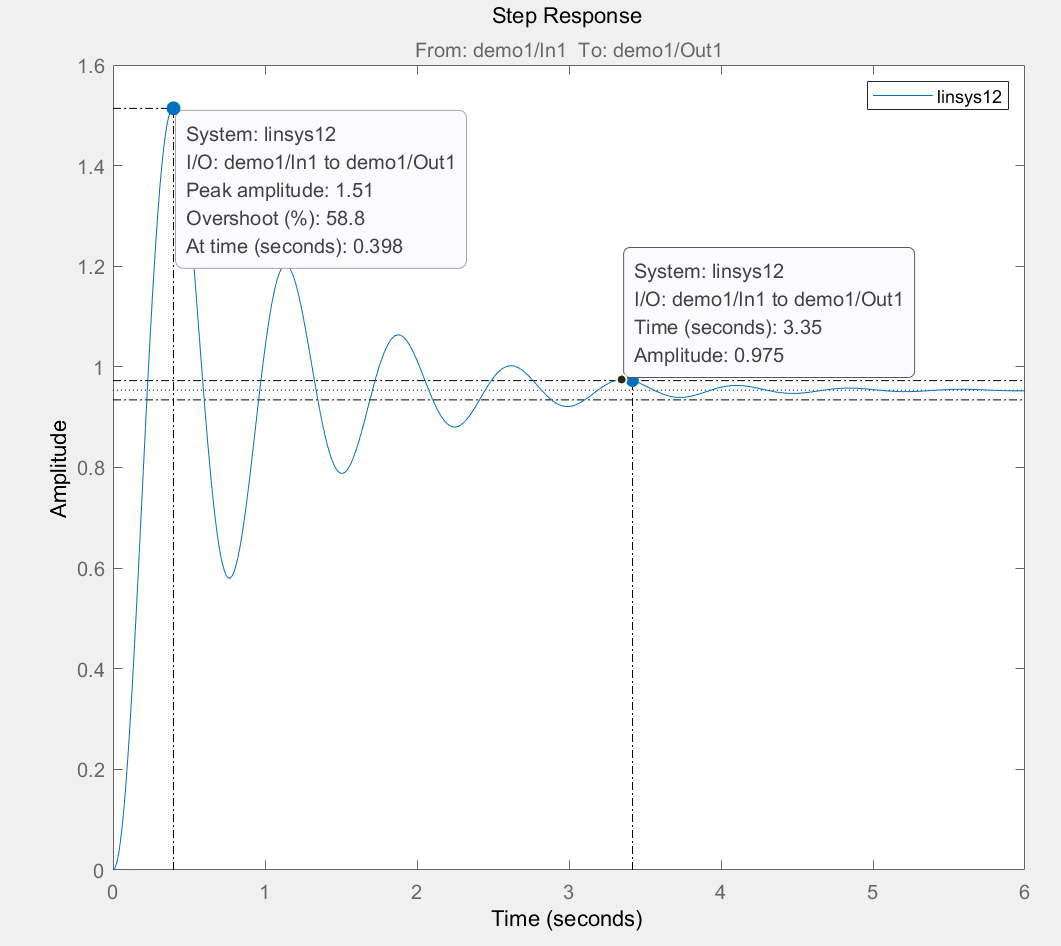 Step Response
From: demo1/In1 To: demo1/Out1
linsys12
System: linsys12
I/O: demo1/In1 to demo1/Out1
Peak amplitude: 1.51
Overshoot (%): 58.8
At time (seconds): 0.398
System: linsys12
I/O: demo1/In1 to demo1/Out1
Time (seconds): 3.35
Amplitude: 0.975
Amplitude
1.6
1.4
1.2
1
0.8
0.6
0.4
0.2
0
0 1 2 3 4 5 6
Time (seconds)